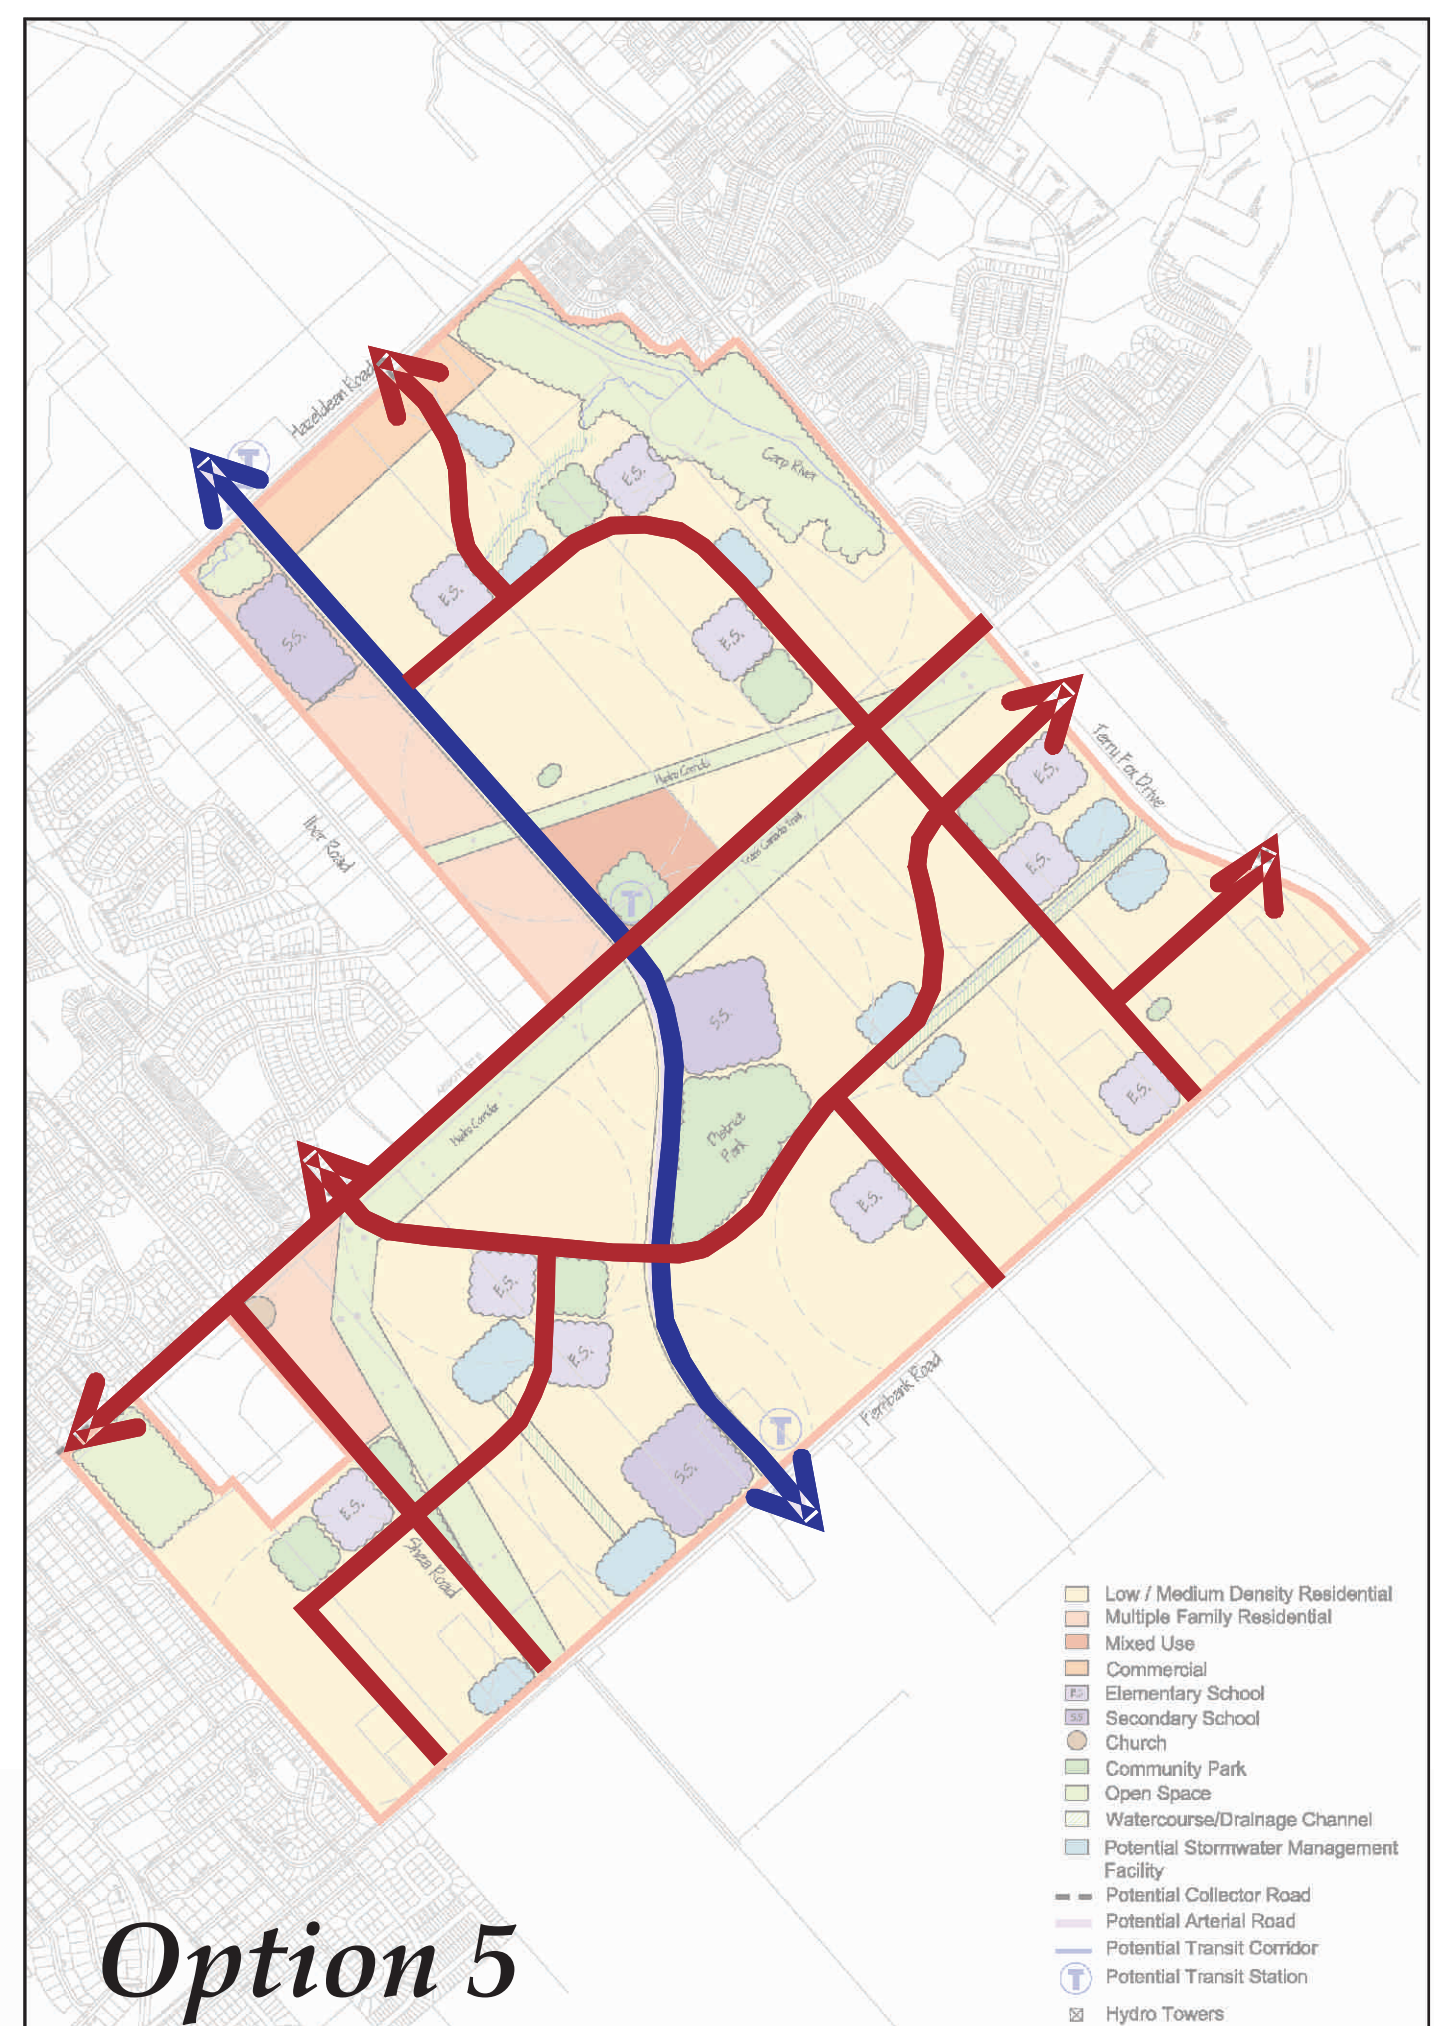 Hazeldean Road
T
Carp River
E.S.
E.S.
S.S.
E.S.
Hydro Corridor
Terry Fox Drive
E.S.
Iber Road
Trans Canada Trail
E.S.
T
S.S.
Hydro Corridor
E.S.
District
Park
E.S.
E.S.
E.S.
Fernbank Road
T
S.S.
E.S.
Shea Road
Low / Medium Density Residential
Multiple Family Residential
Mixed Use
Commercial
ES Elementary School
SS Secondary School
Church
Community Park
Open Space
Watercourse/Drainage Channel
Potential Stormwater Management
Facility
Potential Collector Road
Potential Arterial Road
Potential Transit Corridor
T Potential Transit Station
Hydro Towers
Option 5